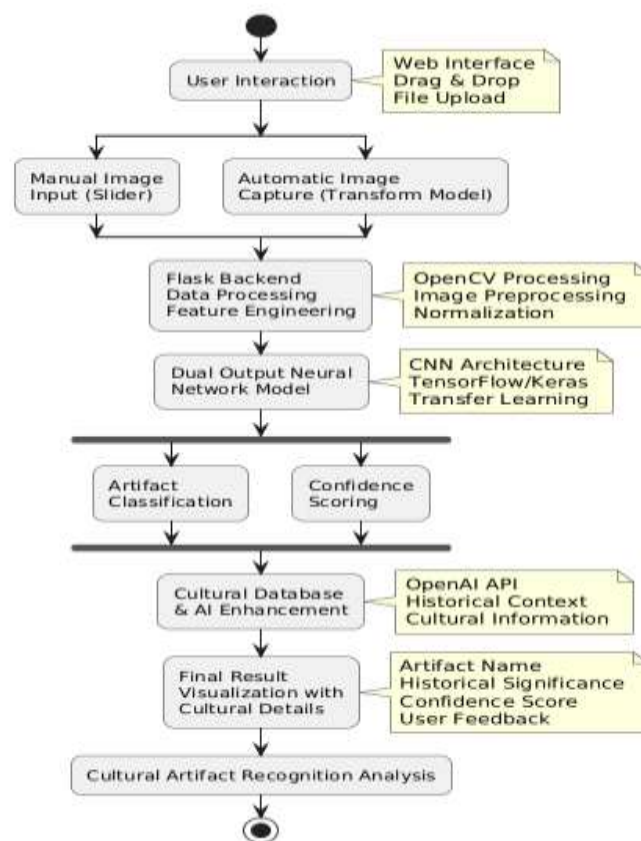 User Interaction
Web Interface
Drag & Drop
File Upload
Manual Image
Input (Slider)
Automatic Image
Capture (Transform Model)
Flask Backend
Data Processing
Feature Engineering
OpenCV Processing
Image Preprocessing
Normalization
Dual Output Neural
Network Model
CNN Architecture
TensorFlow/Keras
Transfer Learning
Artifact
Classification
Confidence
Scoring
Cultural Database
& AI Enhancement
OpenAI API
Historical Context
Cultural Information
Final Result
Visualization with
Cultural Details
Artifact Name
Historical Significance
Confidence Score
User Feedback
Cultural Artifact Recognition Analysis